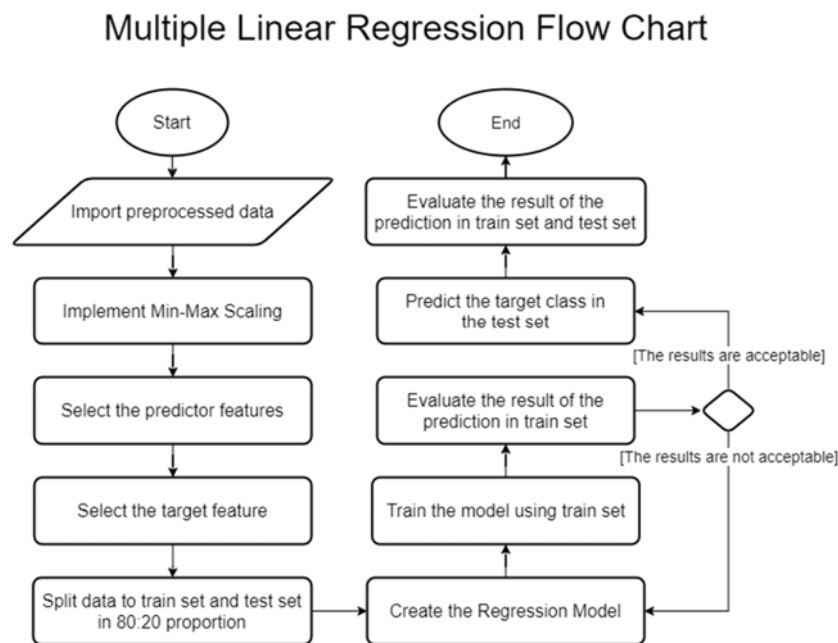 Multiple Linear Regression Flow Chart
Start
Import preprocessed data
Implement Min-Max Scaling
Select the predictor features
Select the target feature
Split data to train set and test set
in 80:20 proportion
Create the Regression Model
Train the model using train set
Evaluate the result of the
prediction in train set
[The results are not acceptable]
[The results are acceptable]
Predict the target class in
the test set
Evaluate the result of the
prediction in train set and test set
End